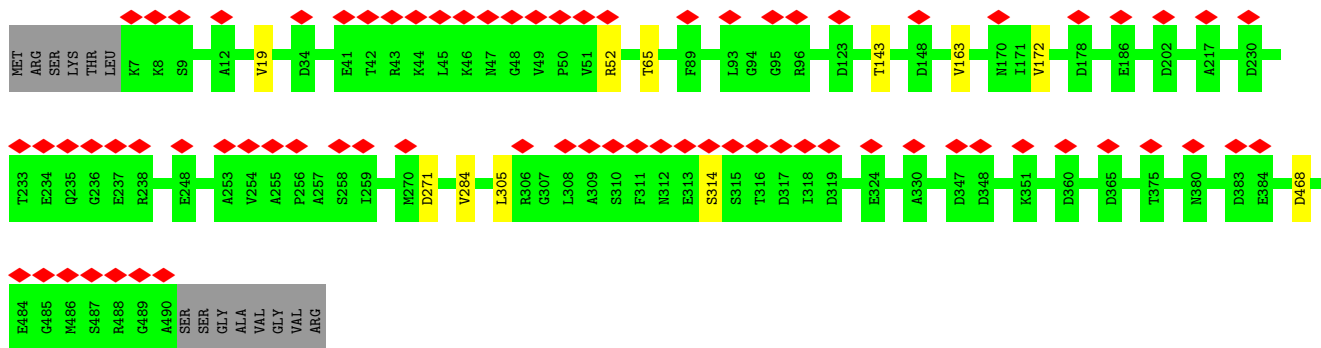 MET ARG SER LYS THR LEU K7 K8 S9 A12 V19 D34 E41 T42 R43 K44 L45 K46 N47 G48 V49 P50 V51 R52 T65 F89 L93 G94 G95 R96 D123 T143 D148 V163 N170 I171 V172 D178 E186 D202 A217 D230
T233 E234 Q235 G236 E237 R238 E248 A253 V254 A255 P256 A257 S258 I259 M270 D271 V284 L305 R306 G307 L308 A309 S310 F311 N312 E313 S314 S315 T316 D317 I318 D319 E324 A330 D347 D348 K351 D360 D365 T375 N380 D383 E384 D468
E484 G485 M486 S487 R488 G489 A490 SER SER GLY ALA VAL GLY VAL ARG